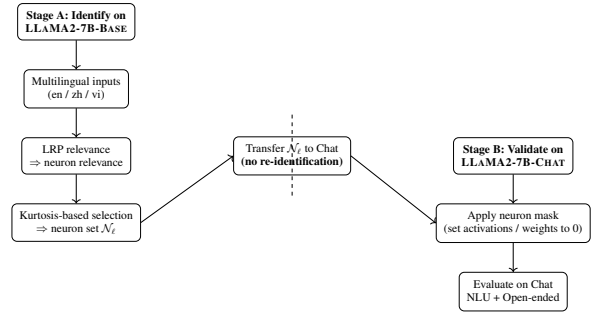 Stage A: Identify on
LLAMA2-7B-BASE
Multilingual inputs
(en / zh / vi)
LRP relevance
⇒ neuron relevance
Kurtosis-based selection
⇒ neuron set 𝒩ℓ
Transfer 𝒩ℓ to Chat
(no re-identification)
Stage B: Validate on
LLAMA2-7B-CHAT
Apply neuron mask
(set activations / weights to 0)
Evaluate on Chat
NLU + Open-ended